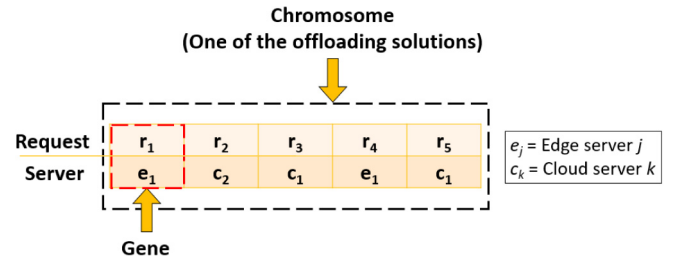 Chromosome
(One of the offloading solutions)
Request r₁ r₂ r₃ r₄ r₅
Server e₁ c₂ c₁ e₁ c₁
eⱼ = Edge server j
cₖ = Cloud server k
Gene